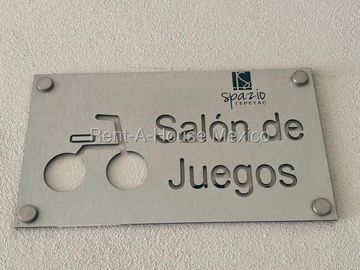 spazio
TEPEYAC
Rent-A-House Mexico
Salón de
Juegos